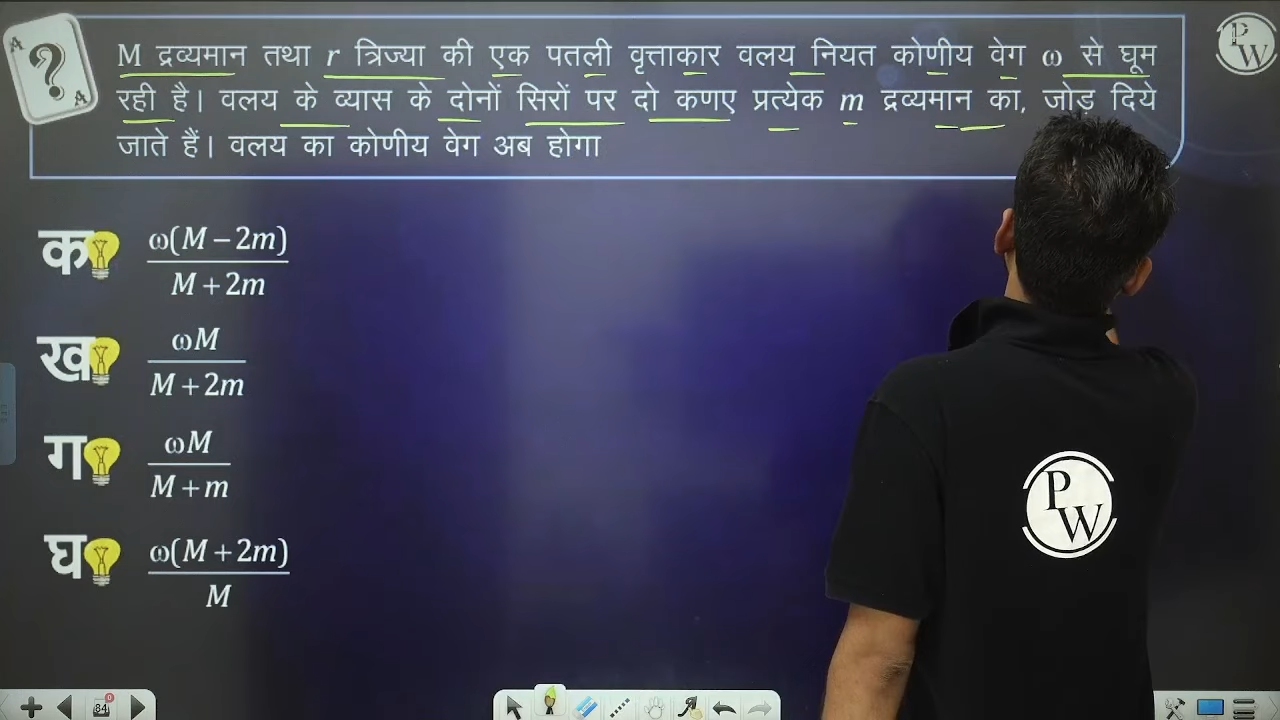 M द्रव्यमान तथा r त्रिज्या की एक पतली वृत्ताकार वलय नियत कोणीय वेग ω से घूम
रही है। वलय के व्यास के दोनों सिरों पर दो कणए प्रत्येक m द्रव्यमान का, जोड़ दिये
जाते हैं। वलय का कोणीय वेग अब होगा
क ω(M − 2m)
M + 2m
ख ωM
M + 2m
ग ωM
M + m
घ ω(M + 2m)
M
PW
PW
84